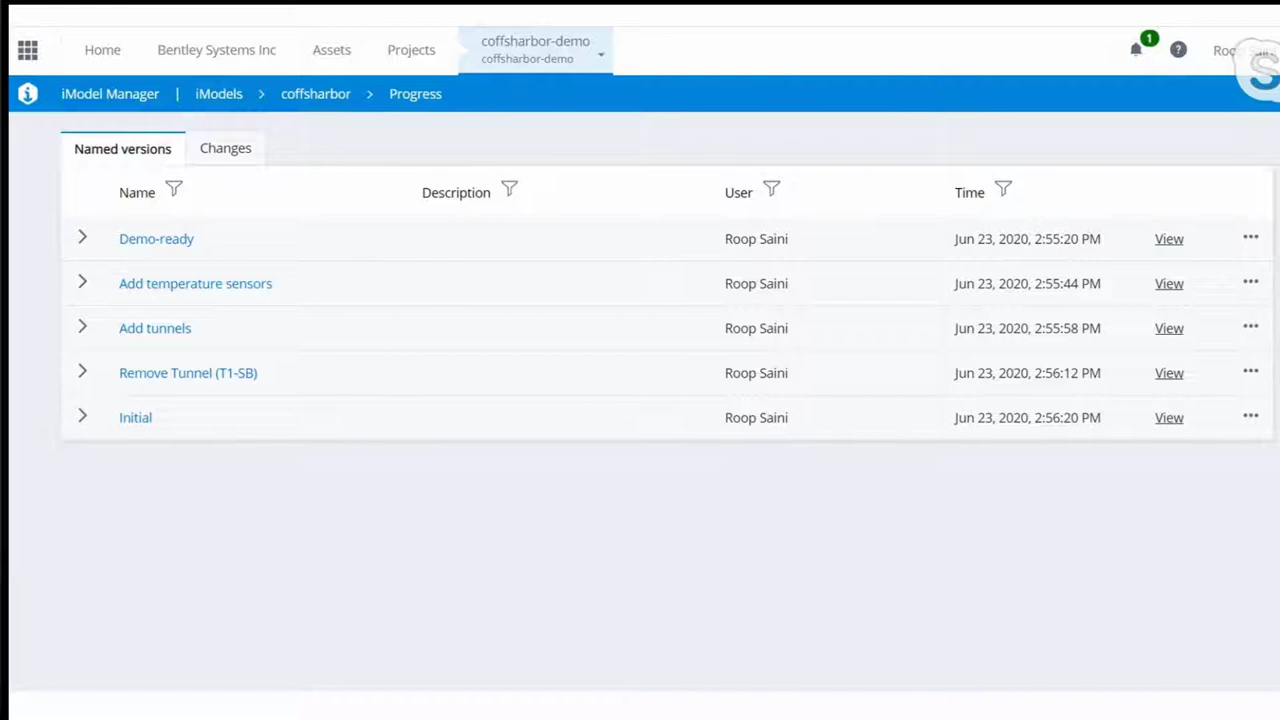 Home Bentley Systems Inc Assets Projects coffsharbor-demo 1 ?
coffsharbor-demo
iModel Manager | iModels > coffsharbor > Progress
Named versions Changes
Name Description User Time
Demo-ready Roop Saini Jun 23, 2020, 2:55:20 PM View
Add temperature sensors Roop Saini Jun 23, 2020, 2:55:44 PM View
Add tunnels Roop Saini Jun 23, 2020, 2:55:58 PM View
Remove Tunnel (T1-SB) Roop Saini Jun 23, 2020, 2:56:12 PM View
Initial Roop Saini Jun 23, 2020, 2:56:20 PM View